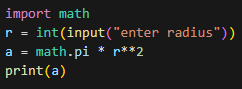 import math
r = int(input("enter radius"))
a = math.pi * r**2
print(a)